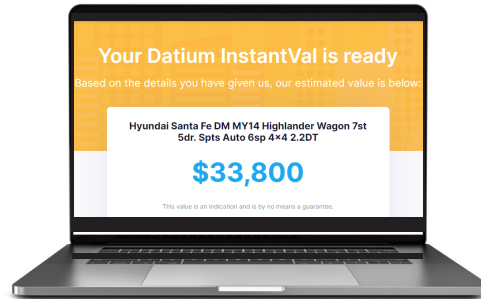 Your Datium InstantVal is ready
Based on the details you have given us, our estimated value is below:
Hyundai Santa Fe DM MY14 Highlander Wagon 7st
5dr. Spts Auto 6sp 4x4 2.2DT
$33,800
This value is an indication and is by no means a guarantee.